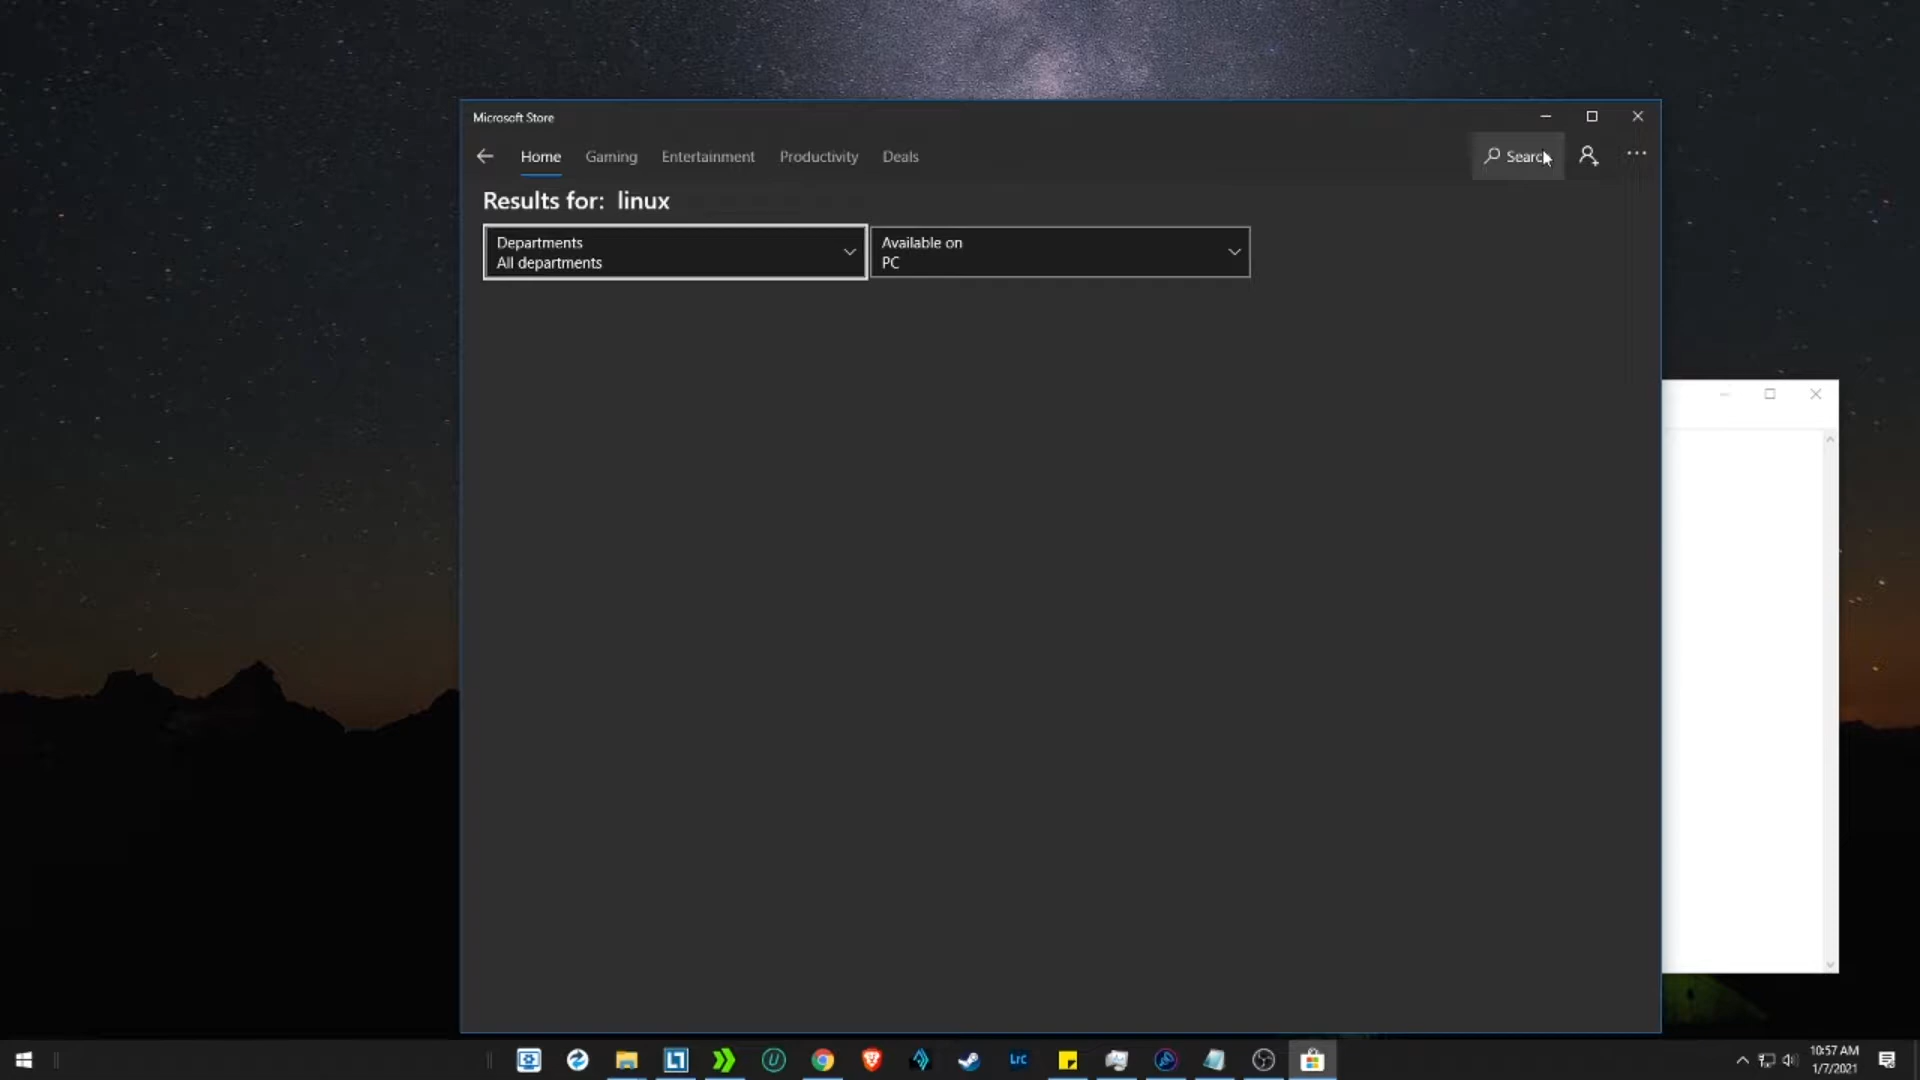 Microsoft Store
Home Gaming Entertainment Productivity Deals
Search
Results for: linux
Departments
All departments
Available on
PC
Lrc
10:57 AM
1/7/2021